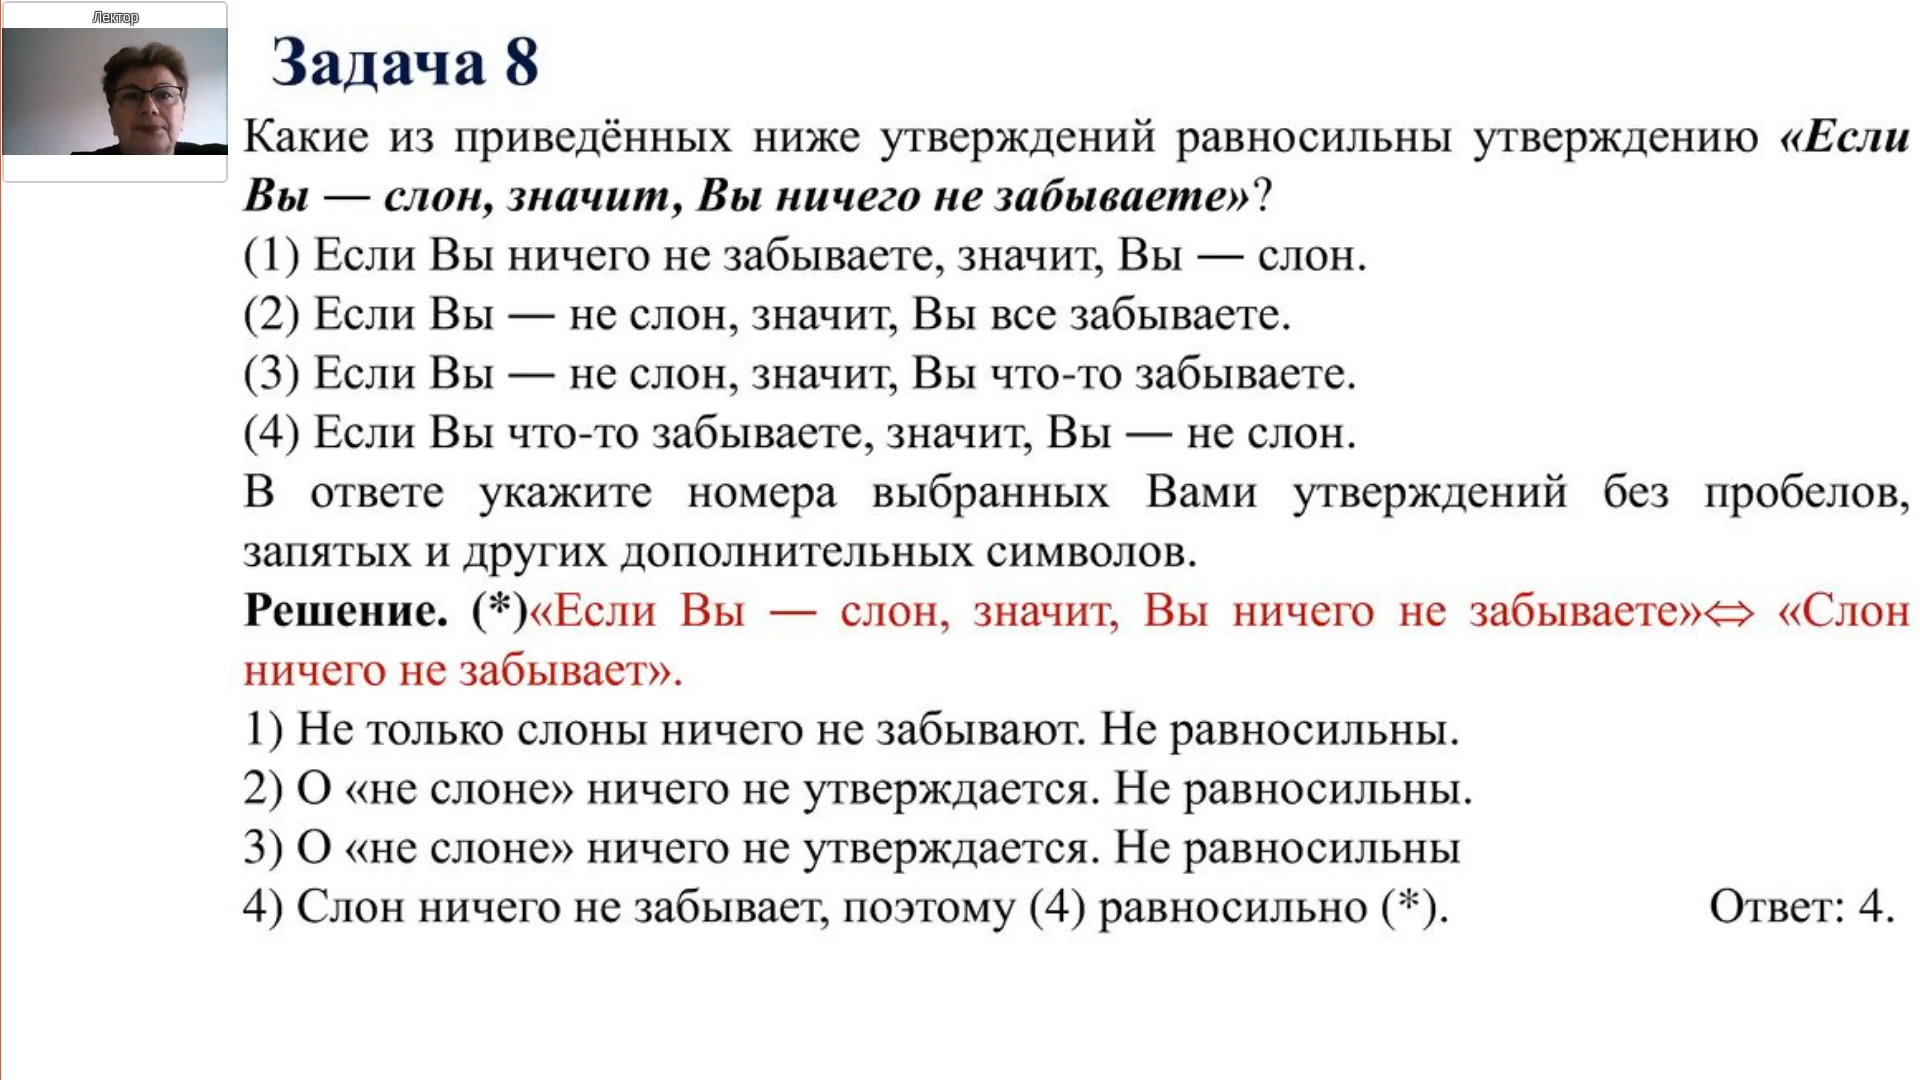 Лектор
Задача 8
Какие из приведённых ниже утверждений равносильны утверждению «Если
Вы — слон, значит, Вы ничего не забываете»?
(1) Если Вы ничего не забываете, значит, Вы — слон.
(2) Если Вы — не слон, значит, Вы все забываете.
(3) Если Вы — не слон, значит, Вы что-то забываете.
(4) Если Вы что-то забываете, значит, Вы — не слон.
В ответе укажите номера выбранных Вами утверждений без пробелов,
запятых и других дополнительных символов.
Решение. (*)«Если Вы — слон, значит, Вы ничего не забываете»⇔ «Слон
ничего не забывает».
1) Не только слоны ничего не забывают. Не равносильны.
2) О «не слоне» ничего не утверждается. Не равносильны.
3) О «не слоне» ничего не утверждается. Не равносильны
4) Слон ничего не забывает, поэтому (4) равносильно (*). Ответ: 4.